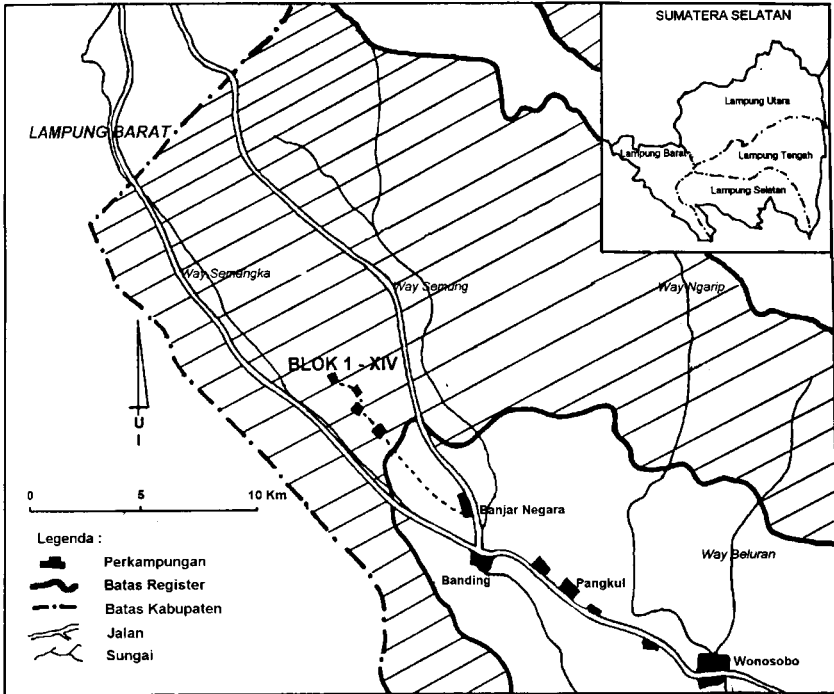 SUMATERA SELATAN
Lampung Utara
Lampung Barat
Lampung Tengah
Lampung Selatan
LAMPUNG BARAT
Way Semangka
Way Semung
Way Ngarip
BLOK 1 - XIV
U
0 5 10 Km
Banjar Negara
Legenda :
Perkampungan
Batas Register
Batas Kabupaten
Jalan
Sungai
Way Beluran
Banding
Pangkul
Wonosobo